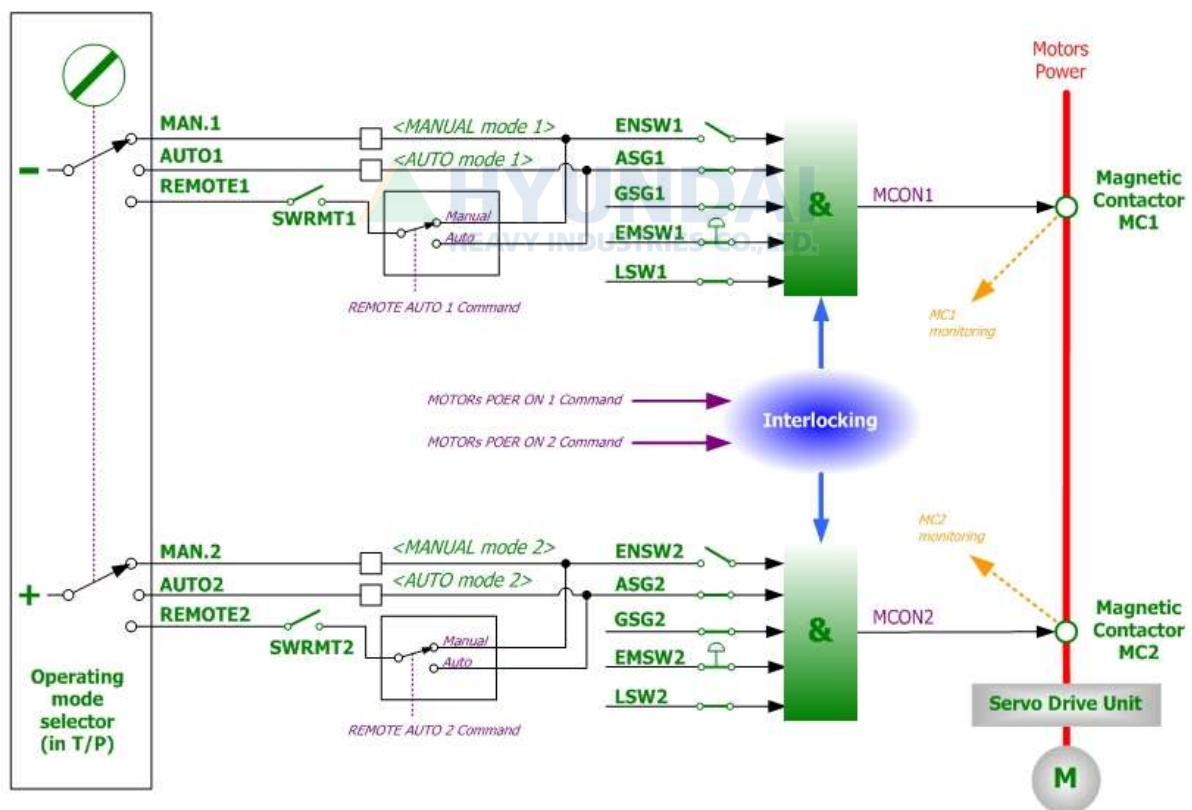 Motors
Power
MAN.1
<MANUAL mode 1>
ENSW1
AUTO1
<AUTO mode 1>
ASG1
REMOTE1
HYUNDAI
HEAVY INDUSTRIES CO.,LTD.
SWRMT1
Manual
Auto
GSG1
EMSW1
LSW1
&
MCON1
Magnetic
Contactor
MC1
REMOTE AUTO 1 Command
MC1
monitoring
MOTORs POER ON 1 Command
Interlocking
MOTORs POER ON 2 Command
MC2
monitoring
MAN.2
<MANUAL mode 2>
ENSW2
AUTO2
<AUTO mode 2>
ASG2
REMOTE2
SWRMT2
Manual
Auto
GSG2
EMSW2
LSW2
&
MCON2
Magnetic
Contactor
MC2
REMOTE AUTO 2 Command
Operating
mode
selector
(in T/P)
Servo Drive Unit
M